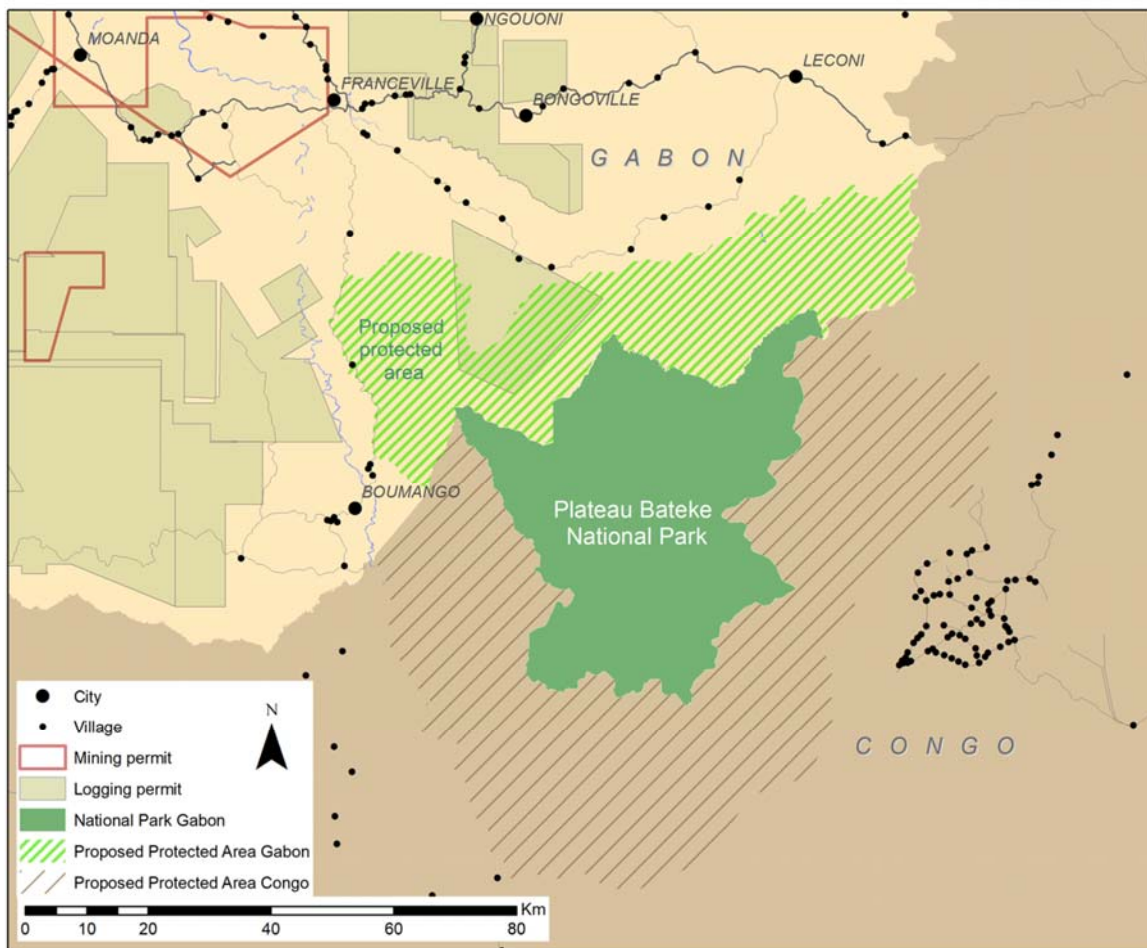 NGOUONI
MOANDA
LECONI
FRANCEVILLE
BONGOVILLE
G A B O N
Proposed
protected
area
BOUMANGO
Plateau Bateke
National Park
C O N G O
N
City
Village
Mining permit
Logging permit
National Park Gabon
Proposed Protected Area Gabon
Proposed Protected Area Congo
Km
0 10 20 40 60 80